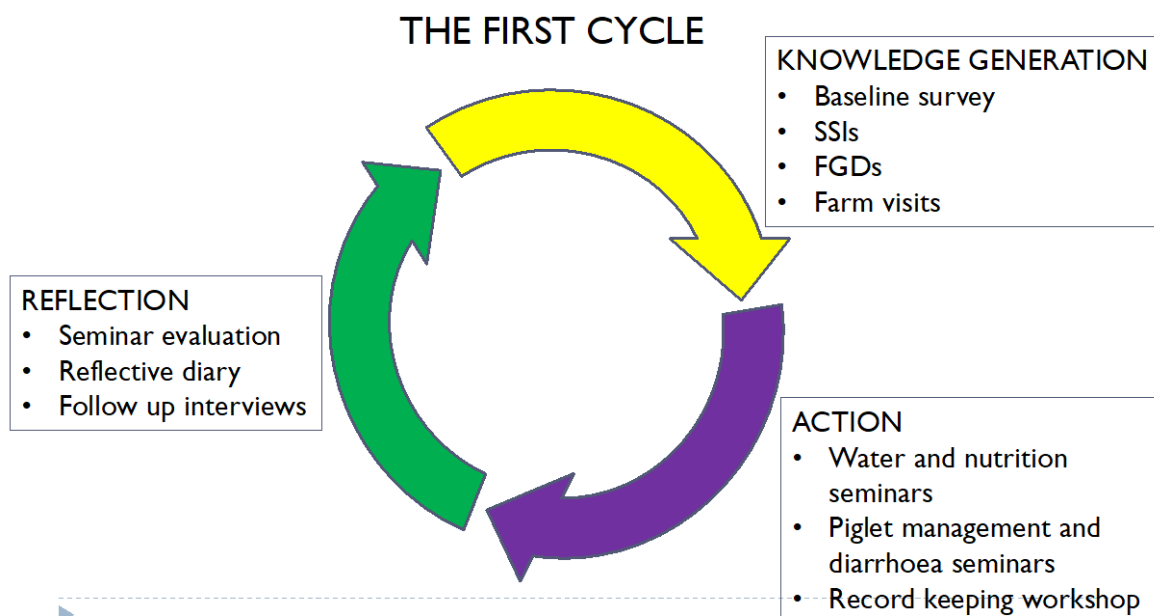 THE FIRST CYCLE
KNOWLEDGE GENERATION
• Baseline survey
• SSIs
• FGDs
• Farm visits
REFLECTION
• Seminar evaluation
• Reflective diary
• Follow up interviews
ACTION
• Water and nutrition
seminars
• Piglet management and
diarrhoea seminars
• Record keeping workshop